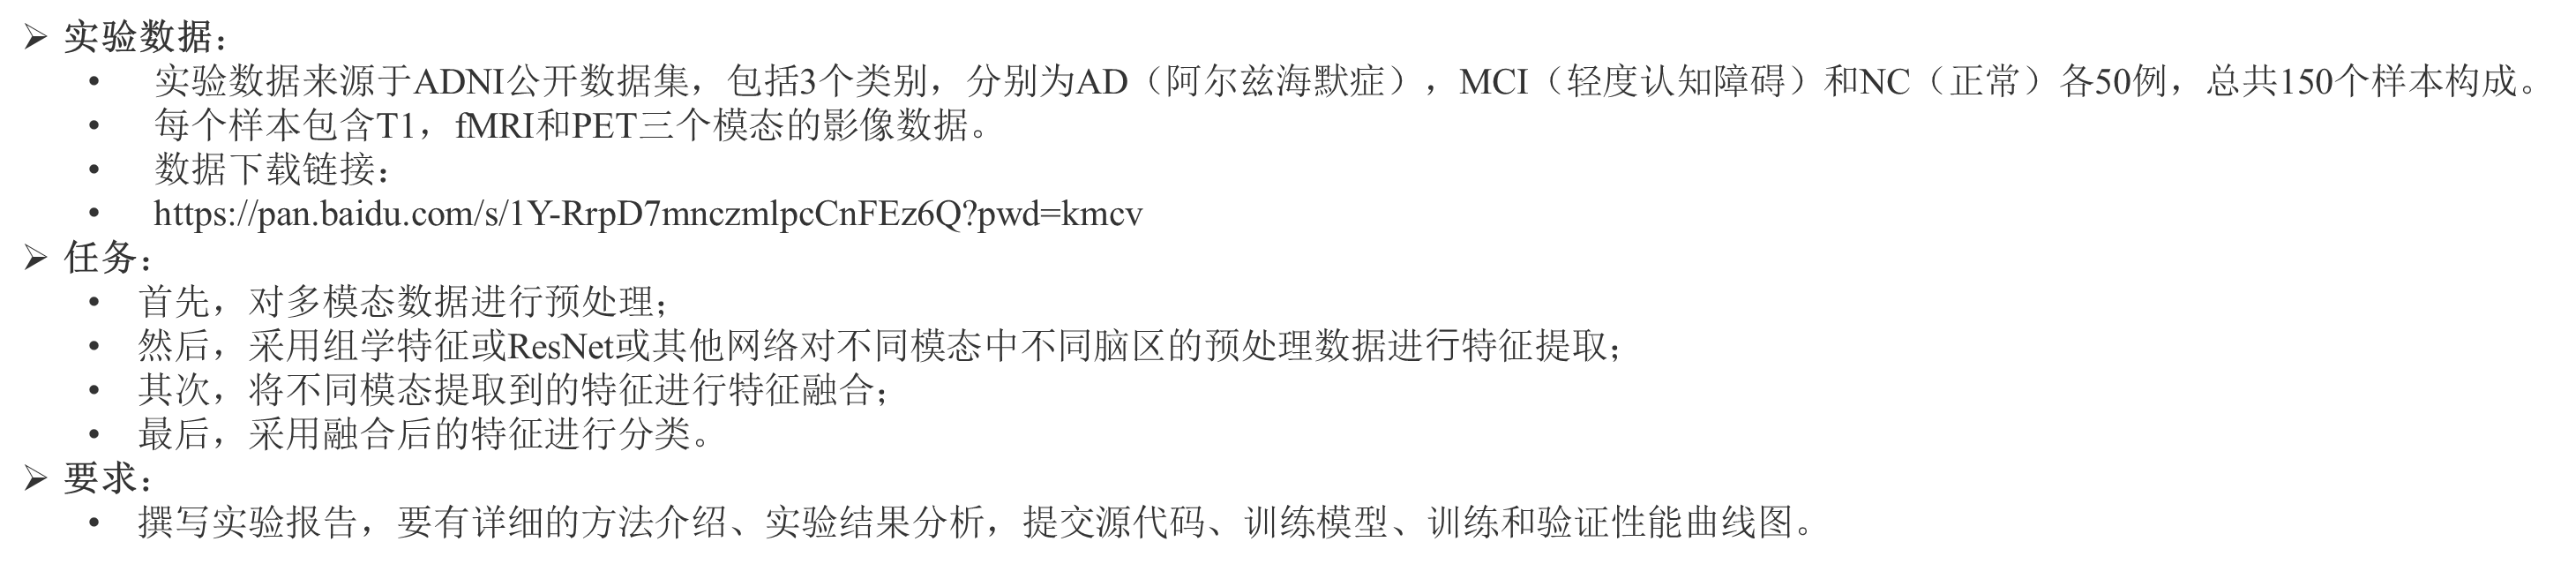 ➢ 实验数据：
• 实验数据来源于ADNI公开数据集，包括3个类别，分别为AD（阿尔兹海默症），MCI（轻度认知障碍）和NC（正常）各50例，总共150个样本构成。
• 每个样本包含T1，fMRI和PET三个模态的影像数据。
• 数据下载链接：
• https://pan.baidu.com/s/1Y-RrpD7mnczmlpcCnFEz6Q?pwd=kmcv
➢ 任务：
• 首先，对多模态数据进行预处理；
• 然后，采用组学特征或ResNet或其他网络对不同模态中不同脑区的预处理数据进行特征提取；
• 其次，将不同模态提取到的特征进行特征融合；
• 最后，采用融合后的特征进行分类。
➢ 要求：
• 撰写实验报告，要有详细的方法介绍、实验结果分析，提交源代码、训练模型、训练和验证性能曲线图。